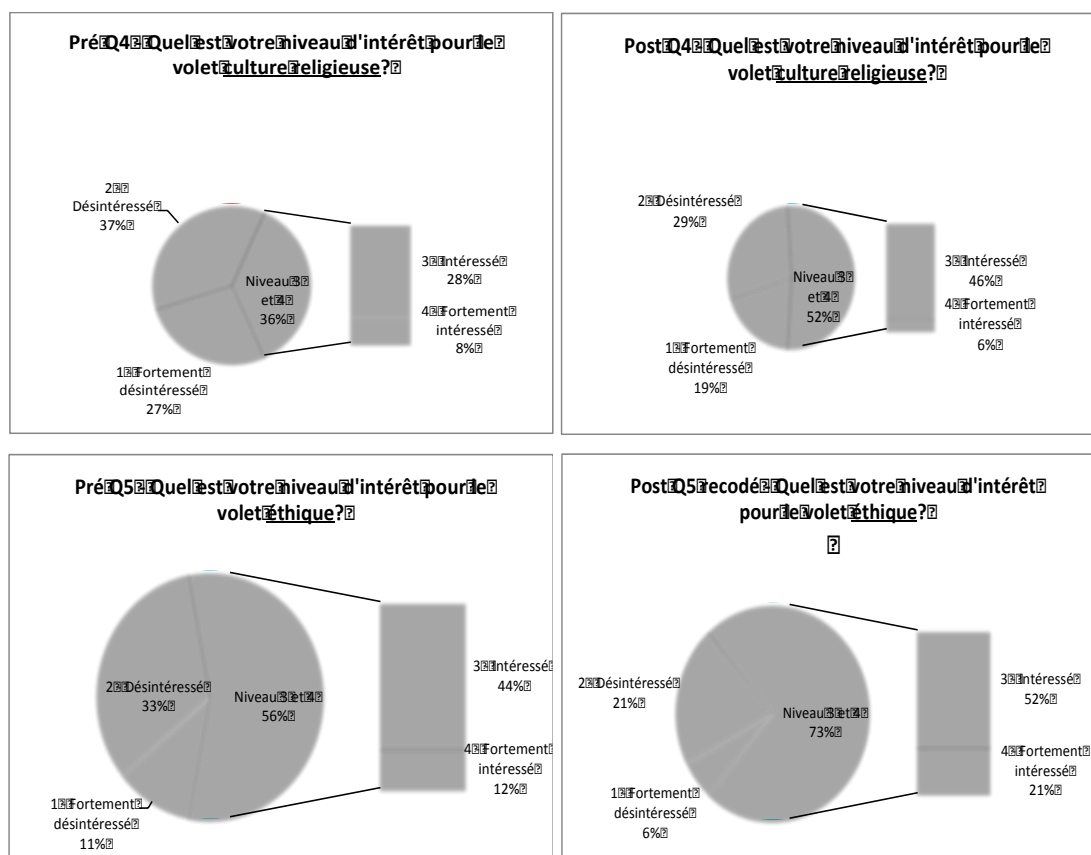 Pré Q4 - Quel est votre niveau d'intérêt pour le
volet culture religieuse?
2 -
Désintéressé
37%
Niveau 3
et 4
36%
1 - Fortement
désintéressé
27%
3 - Intéressé
28%
4 - Fortement
intéressé
8%
Post Q4 - Quel est votre niveau d'intérêt pour le
volet culture religieuse?
2 - Désintéressé
29%
Niveau 3
et 4
52%
1 - Fortement
désintéressé
19%
3 - Intéressé
46%
4 - Fortement
intéressé
6%
Pré Q5 - Quel est votre niveau d'intérêt pour le
volet éthique?
2 - Désintéressé
33%
Niveau 3 et 4
56%
1 - Fortement
désintéressé
11%
3 - Intéressé
44%
4 - Fortement
intéressé
12%
Post Q5 recodé - Quel est votre niveau d'intérêt
pour le volet éthique?
2 - Désintéressé
21%
Niveau 3 et 4
73%
1 - Fortement
désintéressé
6%
3 - Intéressé
52%
4 - Fortement
intéressé
21%